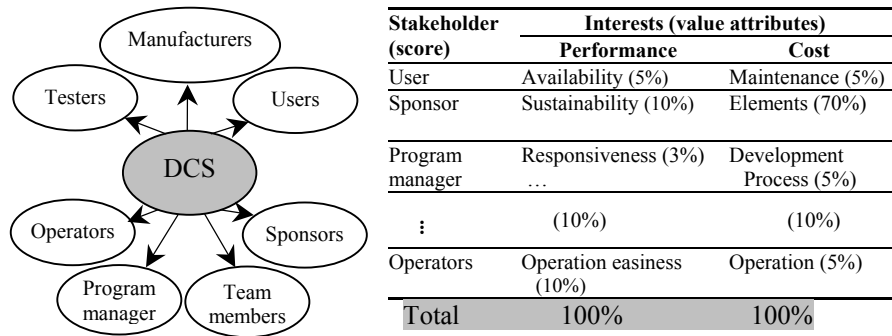 Manufacturers
Testers
Users
DCS
Operators
Sponsors
Program
manager
Team
members
Stakeholder Interests (value attributes)
(score) Performance Cost
User Availability (5%) Maintenance (5%)
Sponsor Sustainability (10%) Elements (70%)
Program Responsiveness (3%) Development
manager … Process (5%)
⋮ (10%) (10%)
Operators Operation easiness Operation (5%)
(10%)
Total 100% 100%